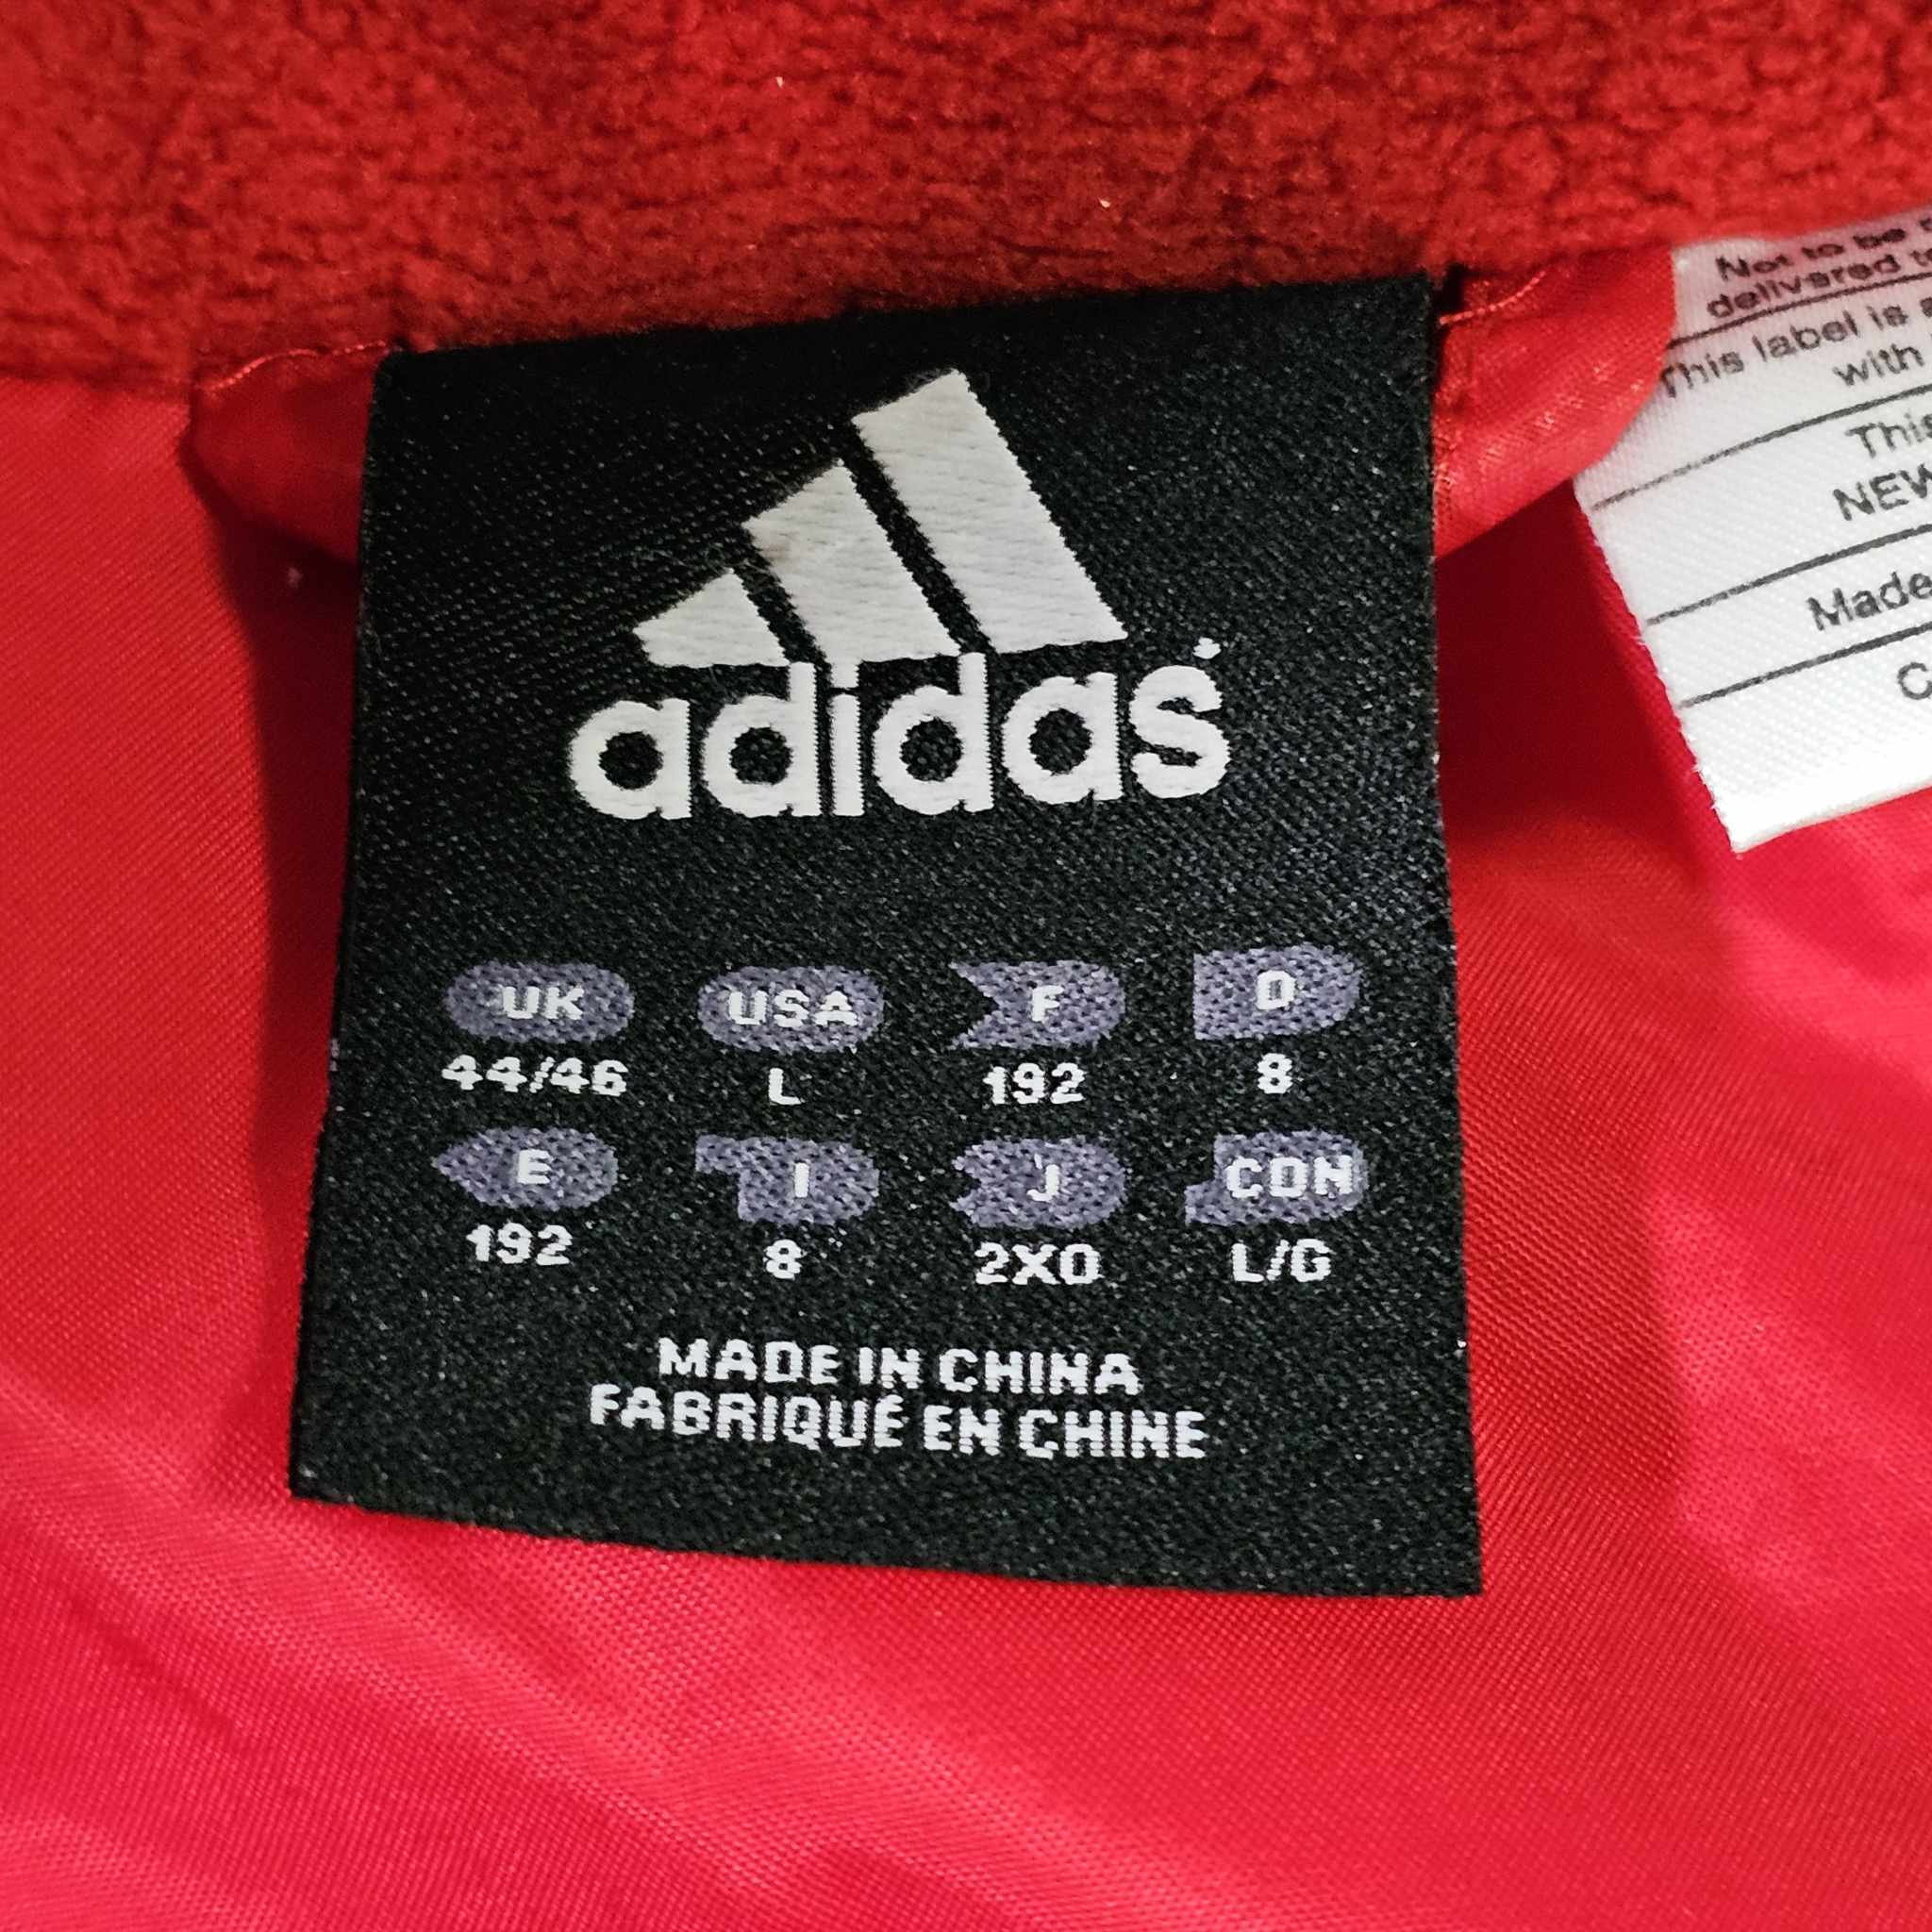 adidas
UK USA F D
44/46 L 192 8
E I J CDN
192 8 2XO L/G
MADE IN CHINA
FABRIQUÉ EN CHINE
Not to be
delivered
This label is
with
This
NEW
Made